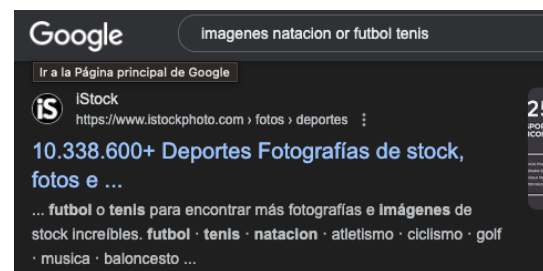 Google
imagenes natacion or futbol tenis
Ir a la Página principal de Google
iS
iStock
https://www.istockphoto.com › fotos › deportes
10.338.600+ Deportes Fotografías de stock,
fotos e ...
... futbol o tenis para encontrar más fotografías e imágenes de
stock increíbles. futbol · tenis · natacion · atletismo · ciclismo · golf
· musica · baloncesto ...